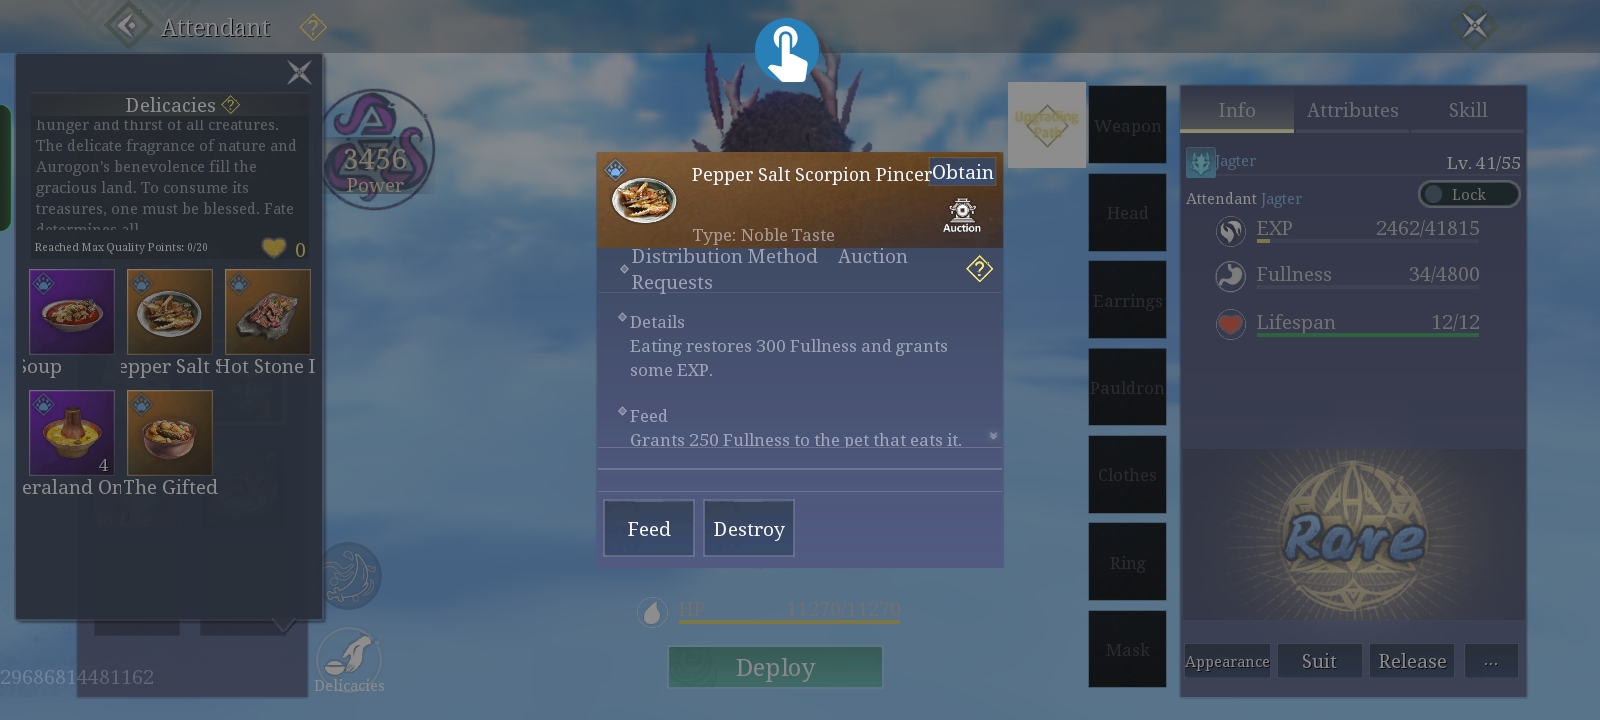 Attendant
Delicacies
hunger and thirst of all creatures.
The delicate fragrance of nature and
Aurogon's benevolence fill the
gracious land. To consume its
treasures, one must be blessed. Fate
determines all
Reached Max Quality Points: 0/20
0
Soup
epper Salt S
Hot Stone I
4
eraland On
The Gifted
29686814481162
3456
Power
Delicacies
Pepper Salt Scorpion Pincer
Obtain
Auction
Type: Noble Taste
Distribution Method Auction
Requests
Details
Eating restores 300 Fullness and grants
some EXP.
Feed
Grants 250 Fullness to the pet that eats it.
Feed
Destroy
HP 11270/11270
Deploy
Upgrading
Path
Weapon
Head
Earrings
Pauldron
Clothes
Ring
Mask
Info
Attributes
Skill
Jagter
Lv. 41/55
Attendant Jagter
Lock
EXP 2462/41815
Fullness 34/4800
Lifespan 12/12
Rare
Appearance
Suit
Release
...